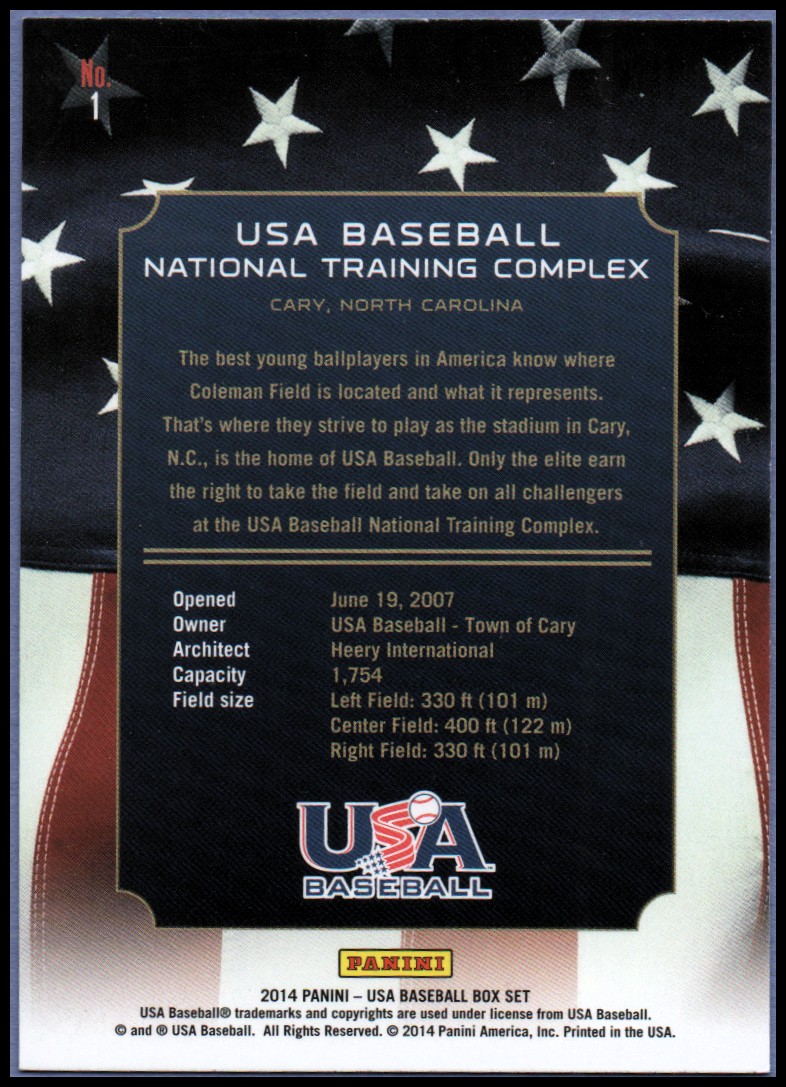 No.
1
USA BASEBALL
NATIONAL TRAINING COMPLEX
CARY, NORTH CAROLINA
The best young ballplayers in America know where
Coleman Field is located and what it represents.
That's where they strive to play as the stadium in Cary,
N.C., is the home of USA Baseball. Only the elite earn
the right to take the field and take on all challengers
at the USA Baseball National Training Complex.
Opened June 19, 2007
Owner USA Baseball - Town of Cary
Architect Heery International
Capacity 1,754
Field size Left Field: 330 ft (101 m)
Center Field: 400 ft (122 m)
Right Field: 330 ft (101 m)
USA
BASEBALL
PANINI
2014 PANINI – USA BASEBALL BOX SET
USA Baseball® trademarks and copyrights are used under license from USA Baseball.
© and ® USA Baseball. All Rights Reserved. © 2014 Panini America, Inc. Printed in the USA.